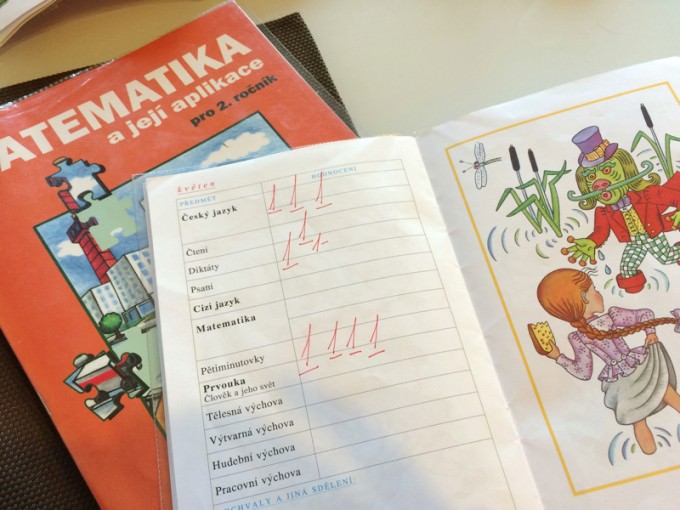 ATEMATIKA
a její aplikace
pro 2. ročník
květen
PŘEDMĚT HODNOCENÍ
Český jazyk 1 1 1
Čtení 1
Diktáty 1 1-
Psaní
Cizí jazyk
Matematika
Pětiminutovky 1 1 1 1
Prvouka
Člověk a jeho svět
Tělesná výchova
Výtvarná výchova
Hudební výchova
Pracovní výchova
OCHVALY A JINÁ SDĚLENÍ: